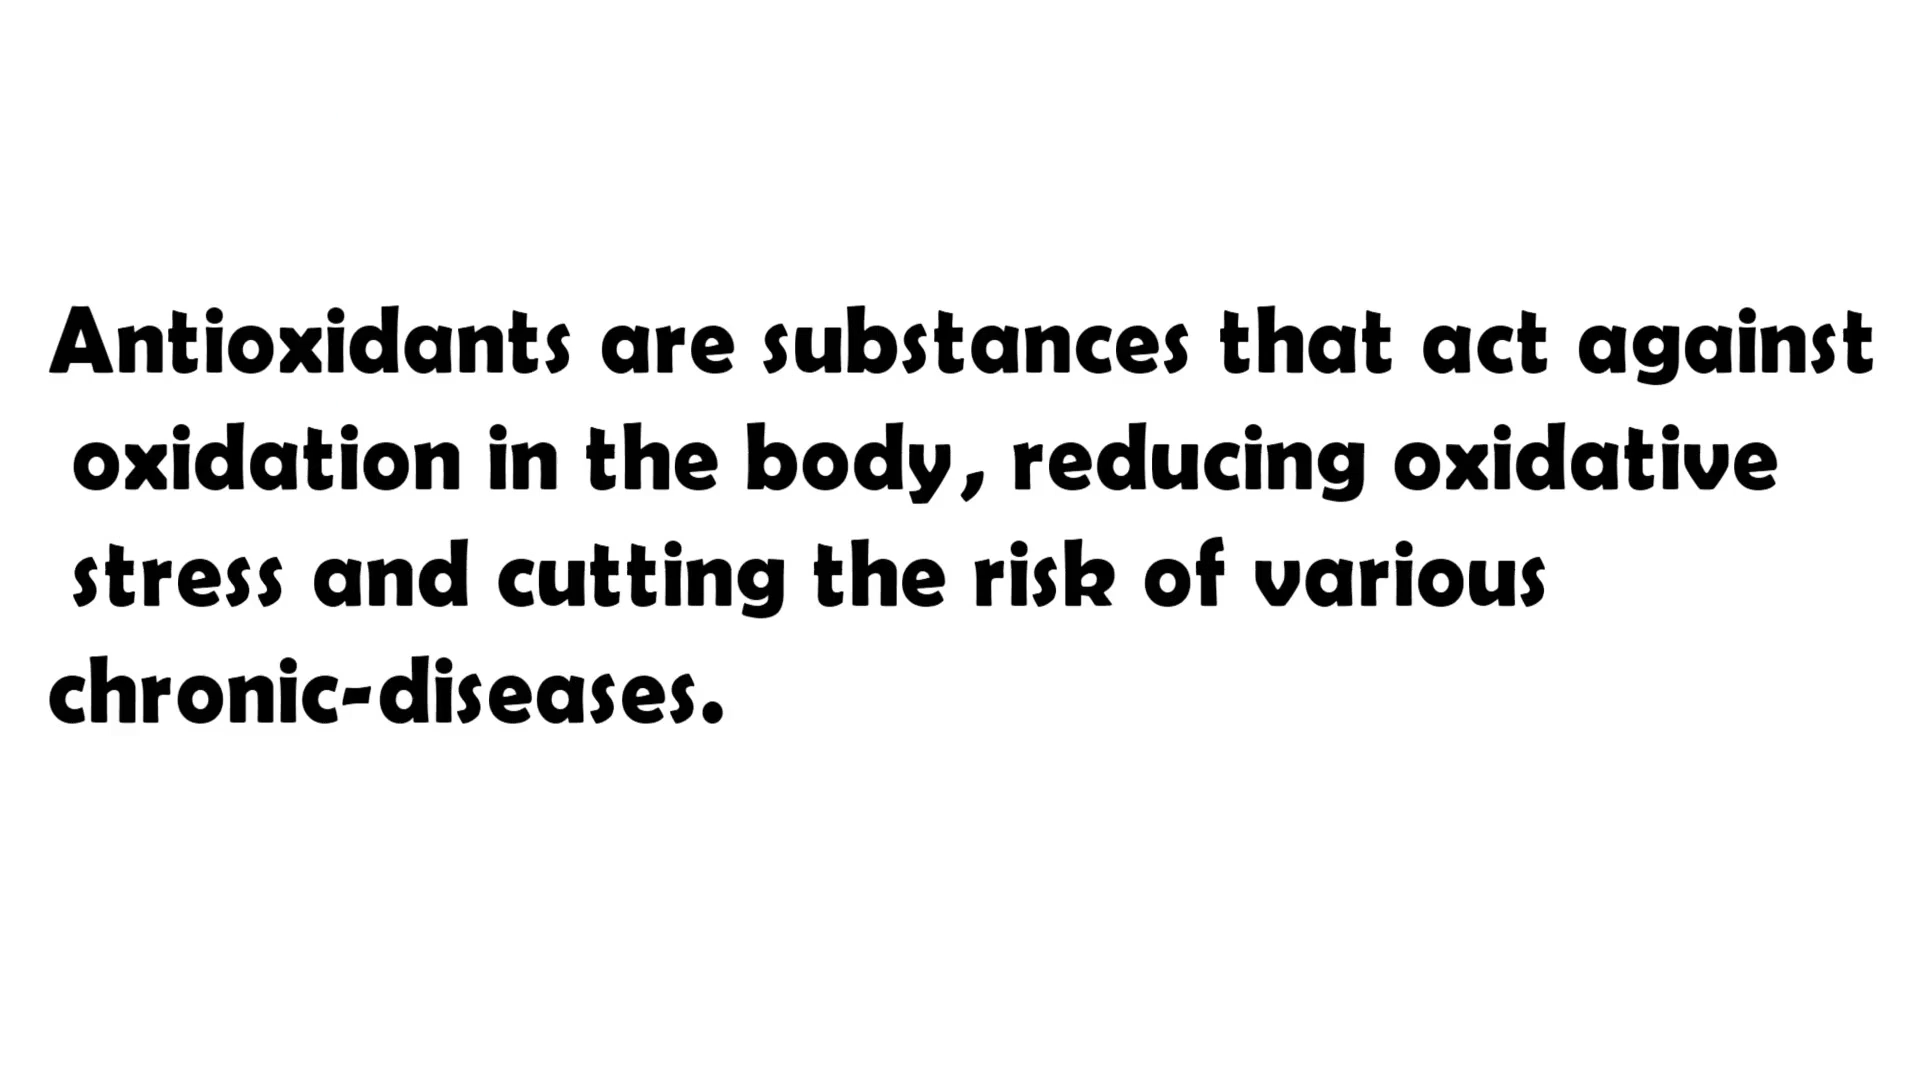 Antioxidants are substances that act against
oxidation in the body, reducing oxidative
stress and cutting the risk of various
chronic-diseases.